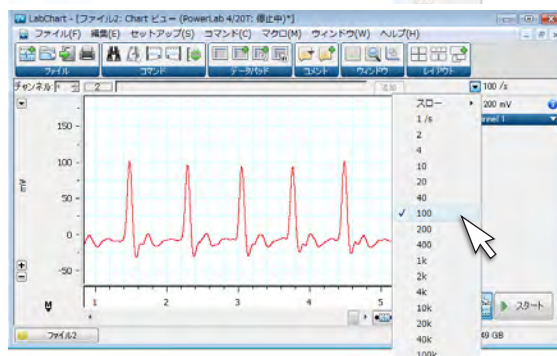 LabChart - [ファイル2: Chart ビュー (PowerLab 4/20T: 停止中)*]
ファイル(F) 編集(E) セットアップ(S) コマンド(C) マクロ(M) ウィンドウ(W) ヘルプ(H)
ファイル コマンド データパッド コメント ウィンドウ レイアウト
チャンネル: 2 追加 100 /s
200 mV
150
100
50
0
-50
mV
M
1 2 3 4 5
スロー
1 /s
2
4
10
20
40
✓ 100
200
400
1k
2k
4k
10k
20k
40k
100k
スタート
ファイル2
49 GB